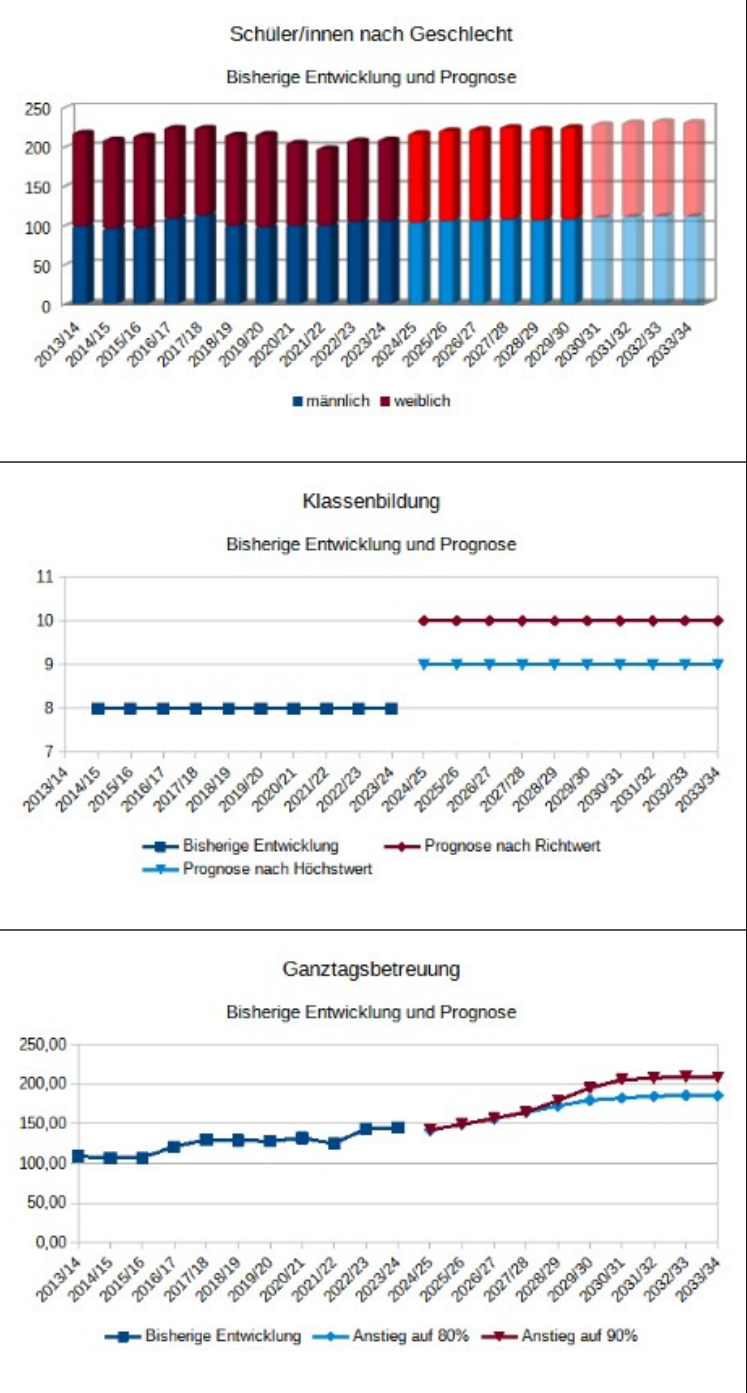 Schüler/innen nach Geschlecht
Bisherige Entwicklung und Prognose
250
200
150
100
50
0
2013/14 2014/15 2015/16 2016/17 2017/18 2018/19 2019/20 2020/21 2021/22 2022/23 2023/24 2024/25 2025/26 2026/27 2027/28 2028/29 2029/30 2030/31 2031/32 2032/33 2033/34
männlich weiblich
Klassenbildung
Bisherige Entwicklung und Prognose
11
10
9
8
7
2013/14 2014/15 2015/16 2016/17 2017/18 2018/19 2019/20 2020/21 2021/22 2022/23 2023/24 2024/25 2025/26 2026/27 2027/28 2028/29 2029/30 2030/31 2031/32 2032/33 2033/34
Bisherige Entwicklung Prognose nach Richtwert
Prognose nach Höchstwert
Ganztagsbetreuung
Bisherige Entwicklung und Prognose
250,00
200,00
150,00
100,00
50,00
0,00
2013/14 2014/15 2015/16 2016/17 2017/18 2018/19 2019/20 2020/21 2021/22 2022/23 2023/24 2024/25 2025/26 2026/27 2027/28 2028/29 2029/30 2030/31 2031/32 2032/33 2033/34
Bisherige Entwicklung Anstieg auf 80% Anstieg auf 90%